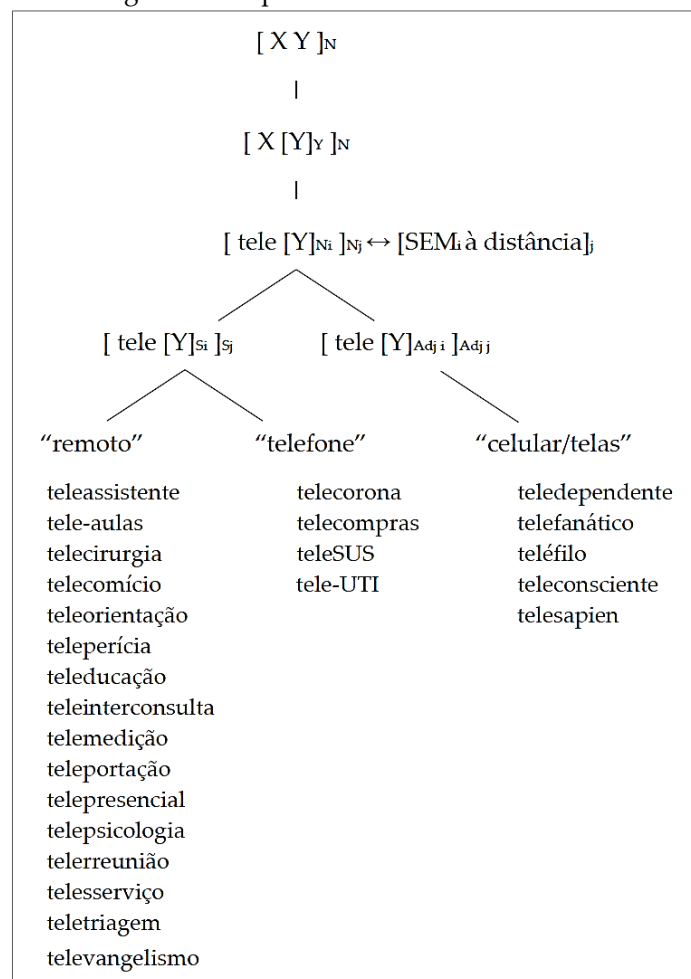 [ X Y ]N
|
[ X [Y]Y ]N
|
[ tele [Y]Ni ]Nj ↔ [SEMi à distância]j
[ tele [Y]Si ]Sj [ tele [Y]Adj i ]Adj j
“remoto” “telefone” “celular/telas”
teleassistente telecorona teledependente
tele-aulas telecompras telefanático
telecirurgia teleSUS teléfilo
telecomício tele-UTI teleconsciente
teleorientação telesapien
teleperícia
teleducação
teleinterconsulta
telemedição
teleportação
telepresencial
telepsicologia
telerreunião
telesserviço
teletriagem
televangelismo